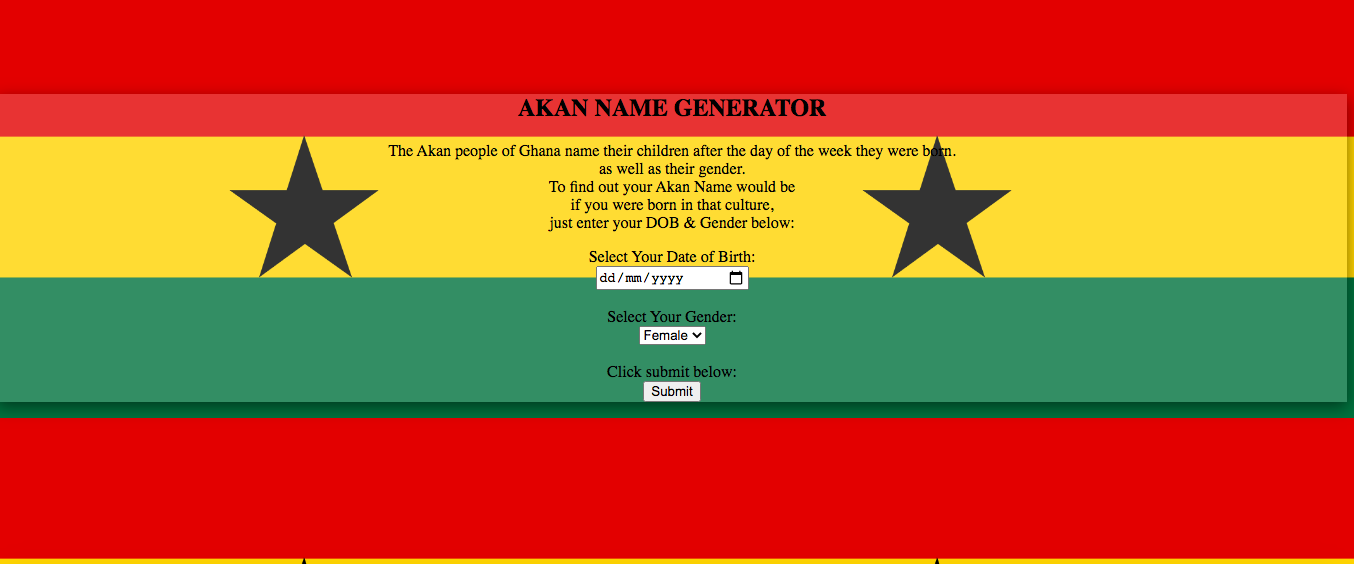 AKAN NAME GENERATOR
The Akan people of Ghana name their children after the day of the week they were born.
as well as their gender.
To find out your Akan Name would be
if you were born in that culture,
just enter your DOB & Gender below:
Select Your Date of Birth:
dd/mm/yyyy
Select Your Gender:
Female
Click submit below:
Submit